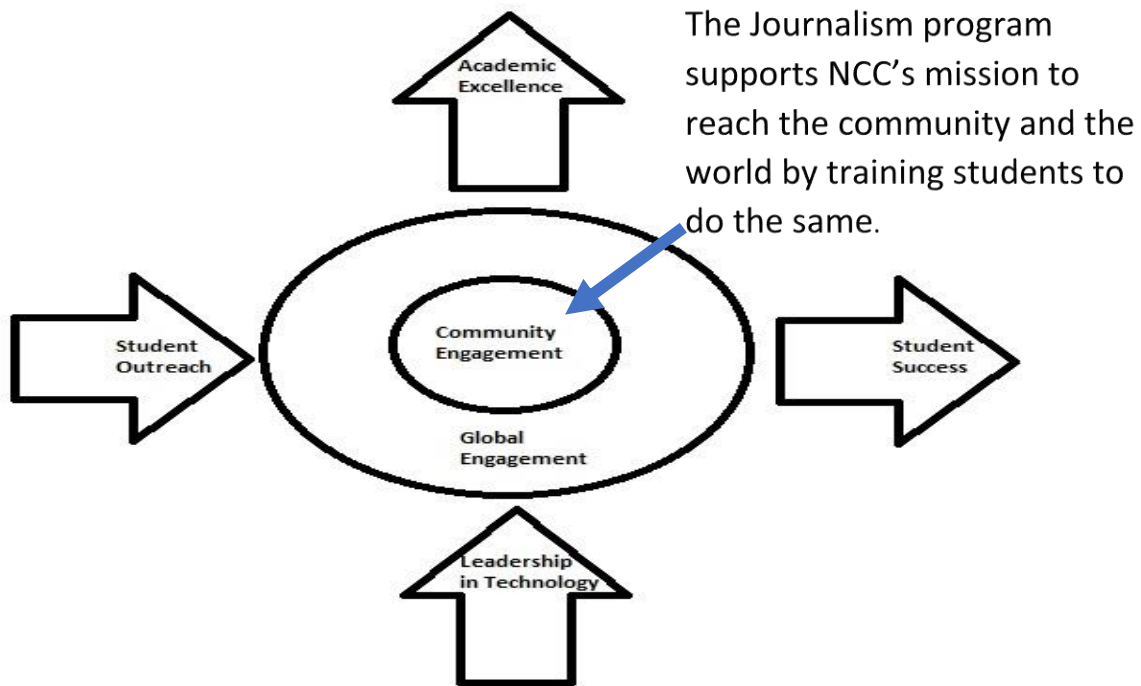 The Journalism program
supports NCC’s mission to
reach the community and the
world by training students to
do the same.
Academic
Excellence
Student
Outreach
Community
Engagement
Student
Success
Global
Engagement
Leadership
in Technology